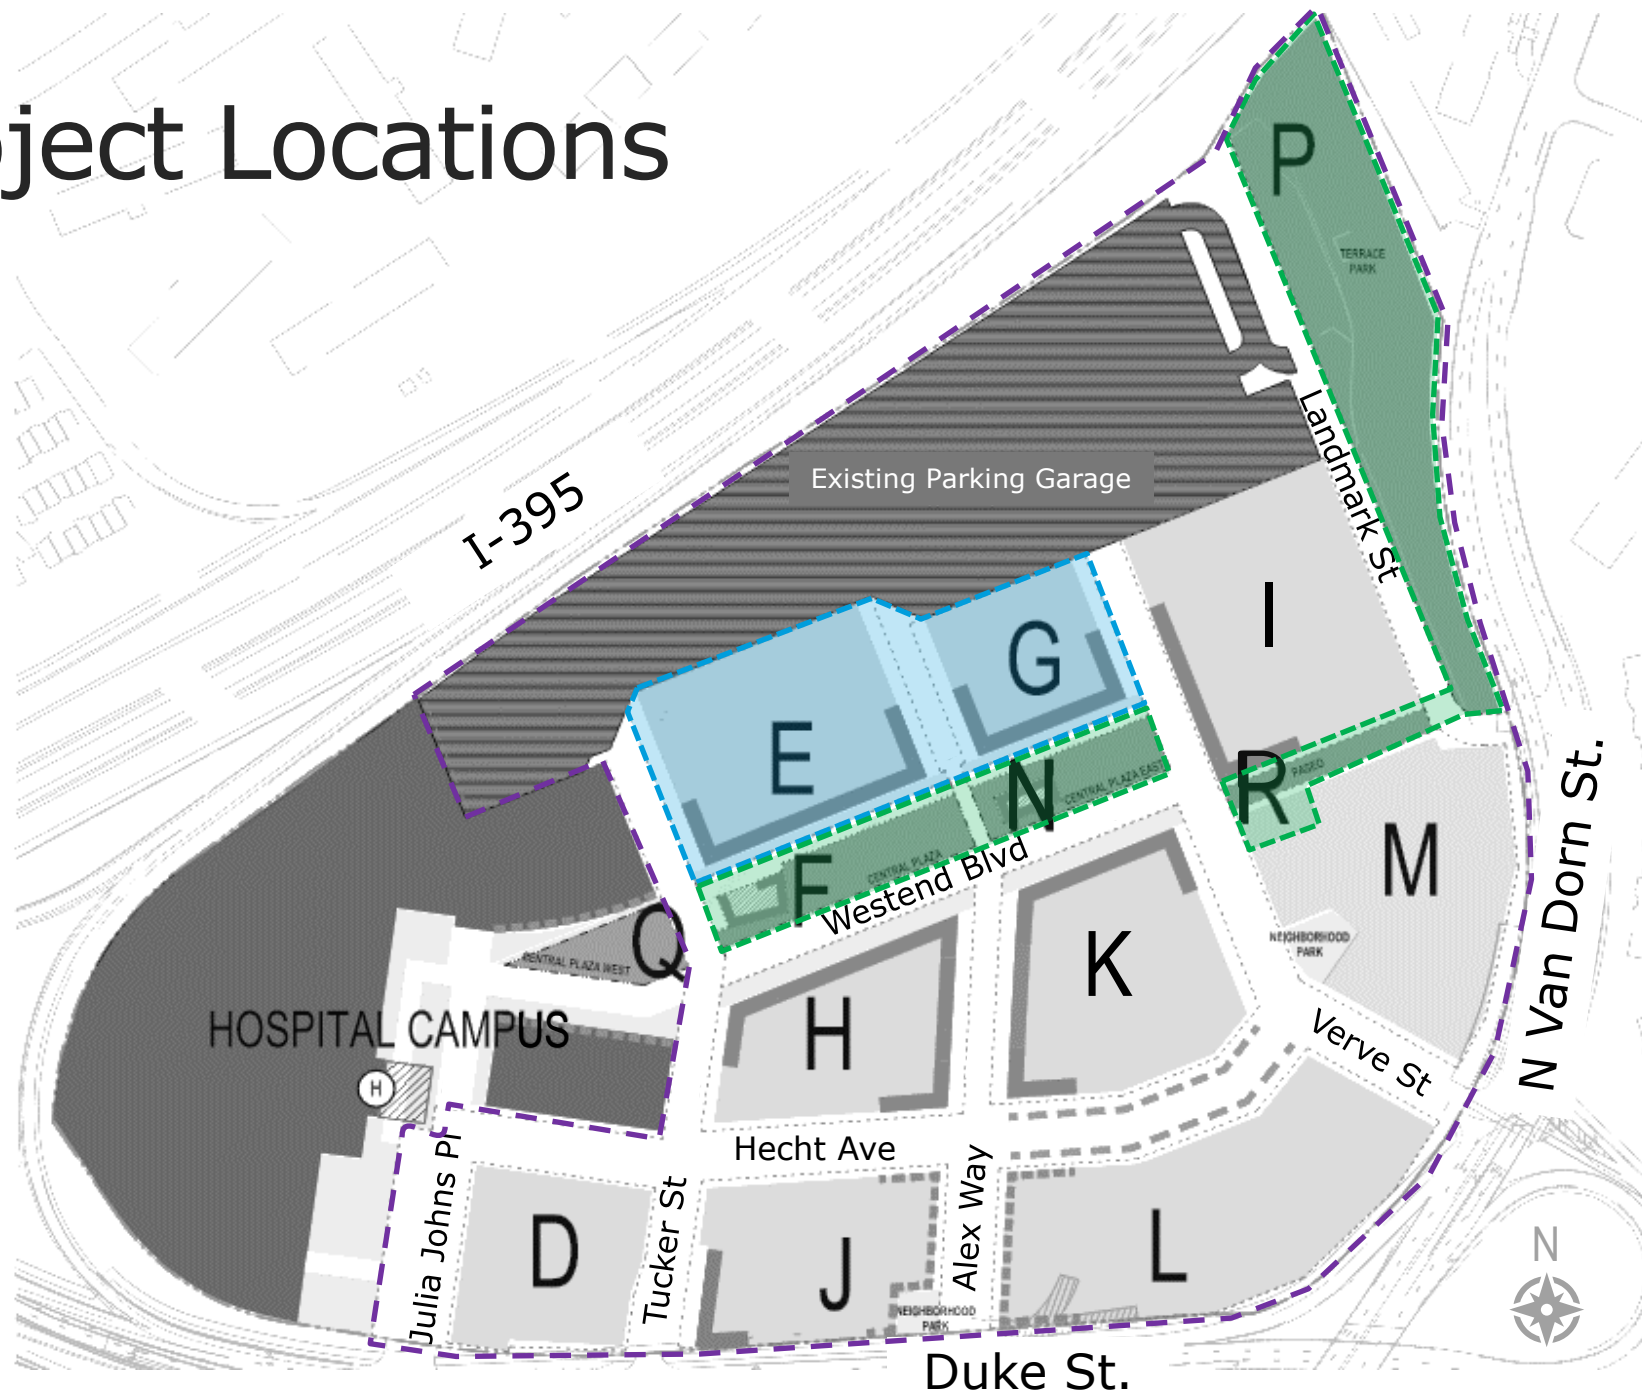 oject Locations
P
TERRACE
PARK
Landmark St
Existing Parking Garage
I-395
I
G
E
N
CENTRAL PLAZA EAST
R
PASEO
F
CENTRAL PLAZA
Westend Blvd
M
N Van Dorn St.
Q
CENTRAL PLAZA WEST
K
NEIGHBORHOOD
PARK
HOSPITAL CAMPUS
H
H
Verve St
Hecht Ave
Julia Johns Pl
Tucker St
Alex Way
D
J
L
NEIGHBORHOOD
PARK
N
Duke St.